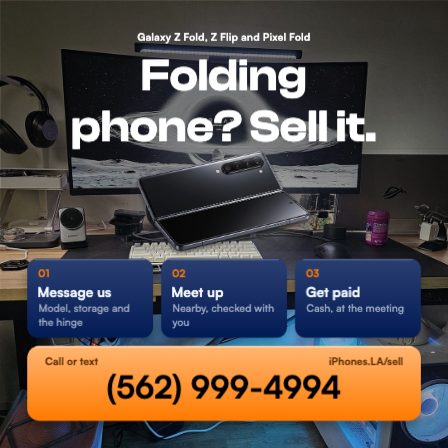 Galaxy Z Fold, Z Flip and Pixel Fold
Folding
phone? Sell it.
01
Message us
Model, storage and
the hinge
02
Meet up
Nearby, checked with
you
03
Get paid
Cash, at the meeting
Call or text
iPhones.LA/sell
(562) 999-4994